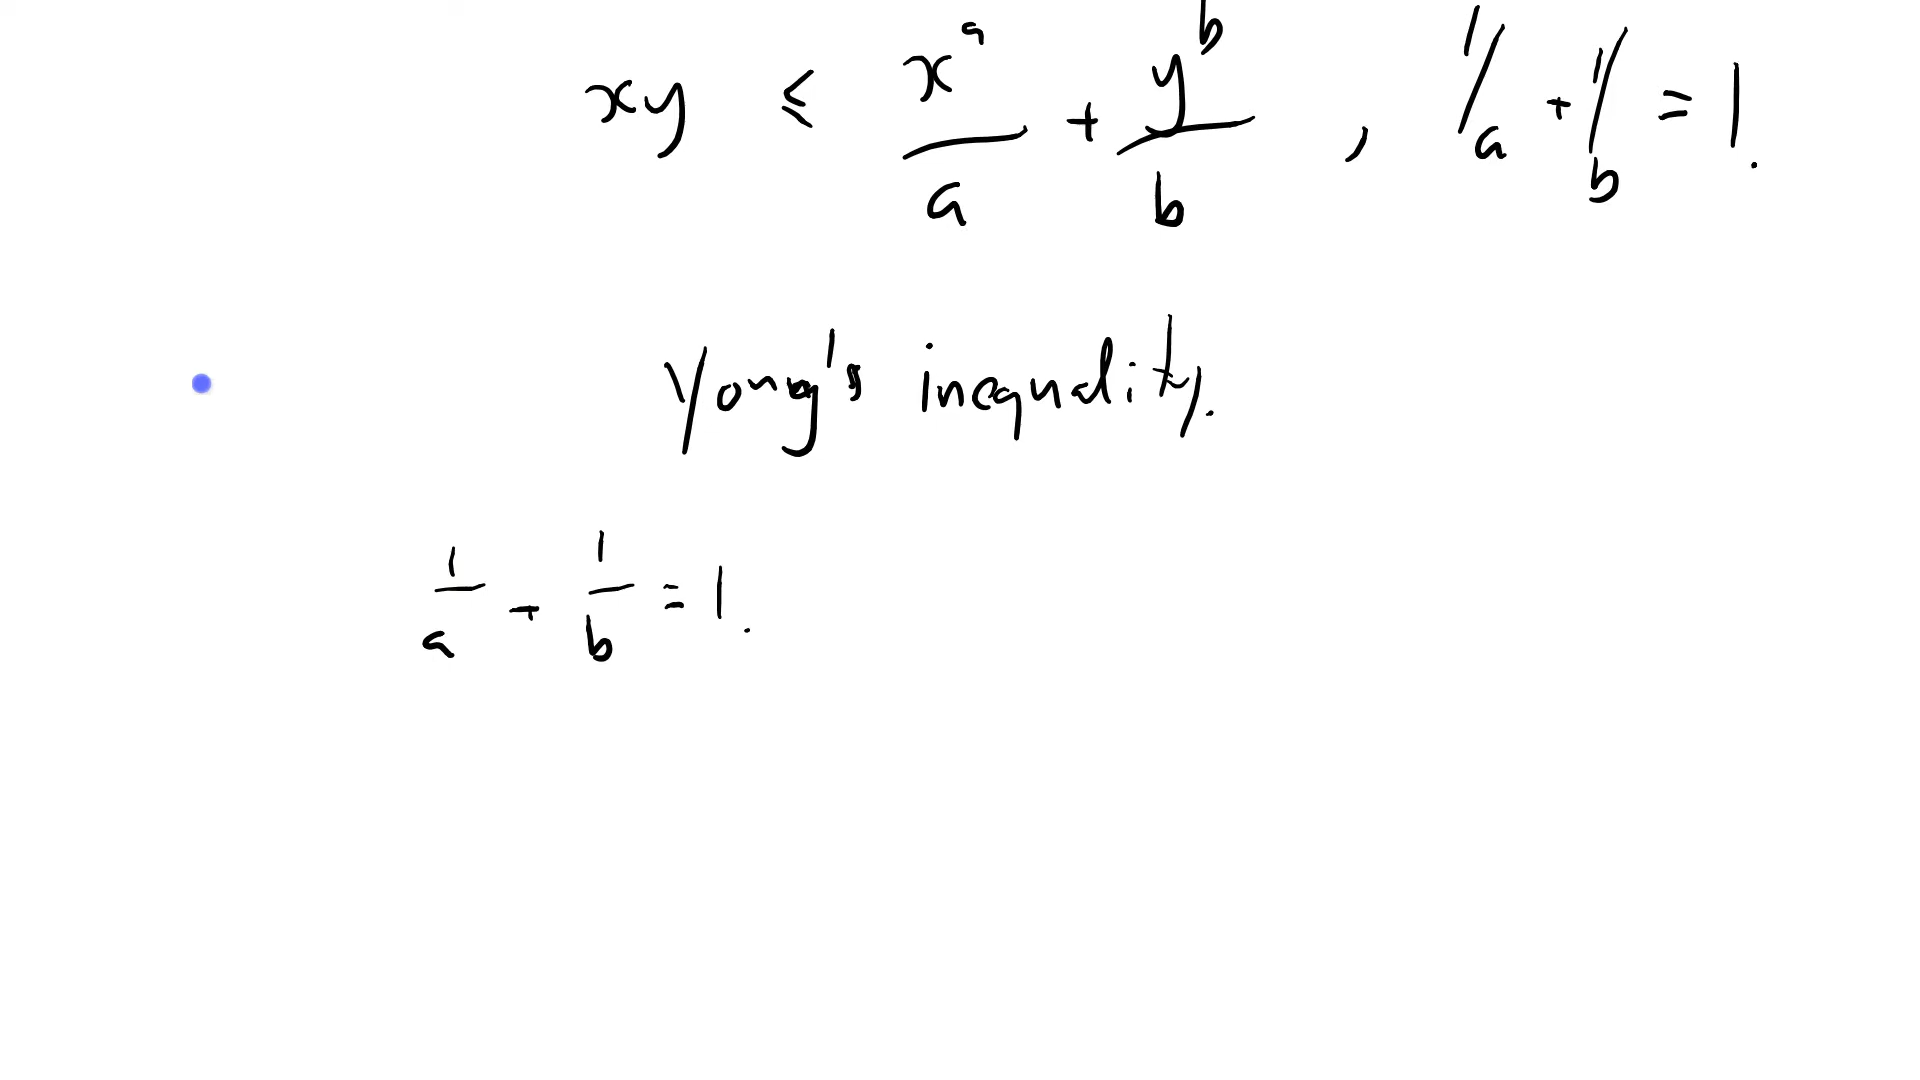 xy ≤ x^a/a + y^b/b , 1/a + 1/b = 1.
Young's inequality.
1/a + 1/b = 1.